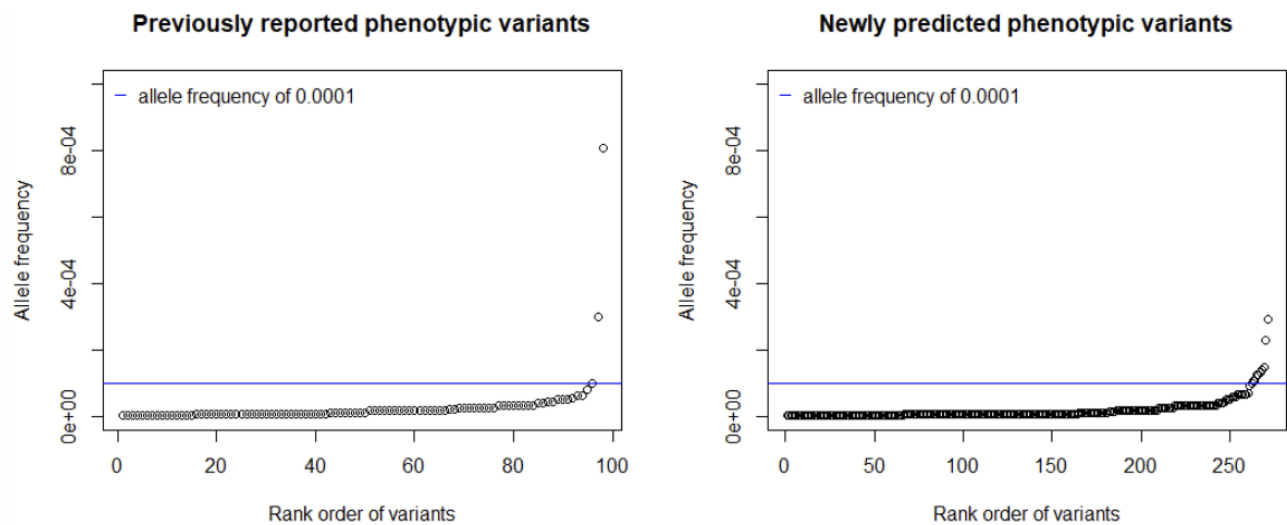 Previously reported phenotypic variants
allele frequency of 0.0001
Allele frequency
0e+00
4e-04
8e-04
0
20
40
60
80
100
Rank order of variants
Newly predicted phenotypic variants
allele frequency of 0.0001
Allele frequency
0e+00
4e-04
8e-04
0
50
100
150
200
250
Rank order of variants